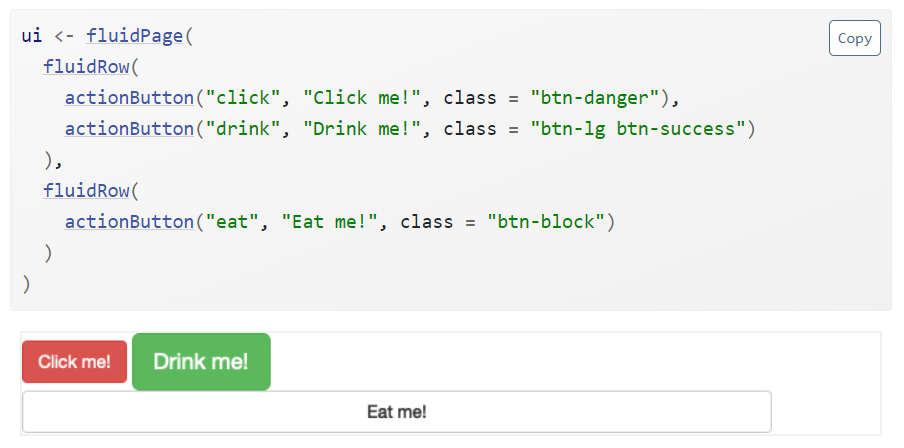 ui <- fluidPage(
Copy
  fluidRow(
    actionButton("click", "Click me!", class = "btn-danger"),
    actionButton("drink", "Drink me!", class = "btn-lg btn-success")
  ),
  fluidRow(
    actionButton("eat", "Eat me!", class = "btn-block")
  )
)
Click me! Drink me!
Eat me!